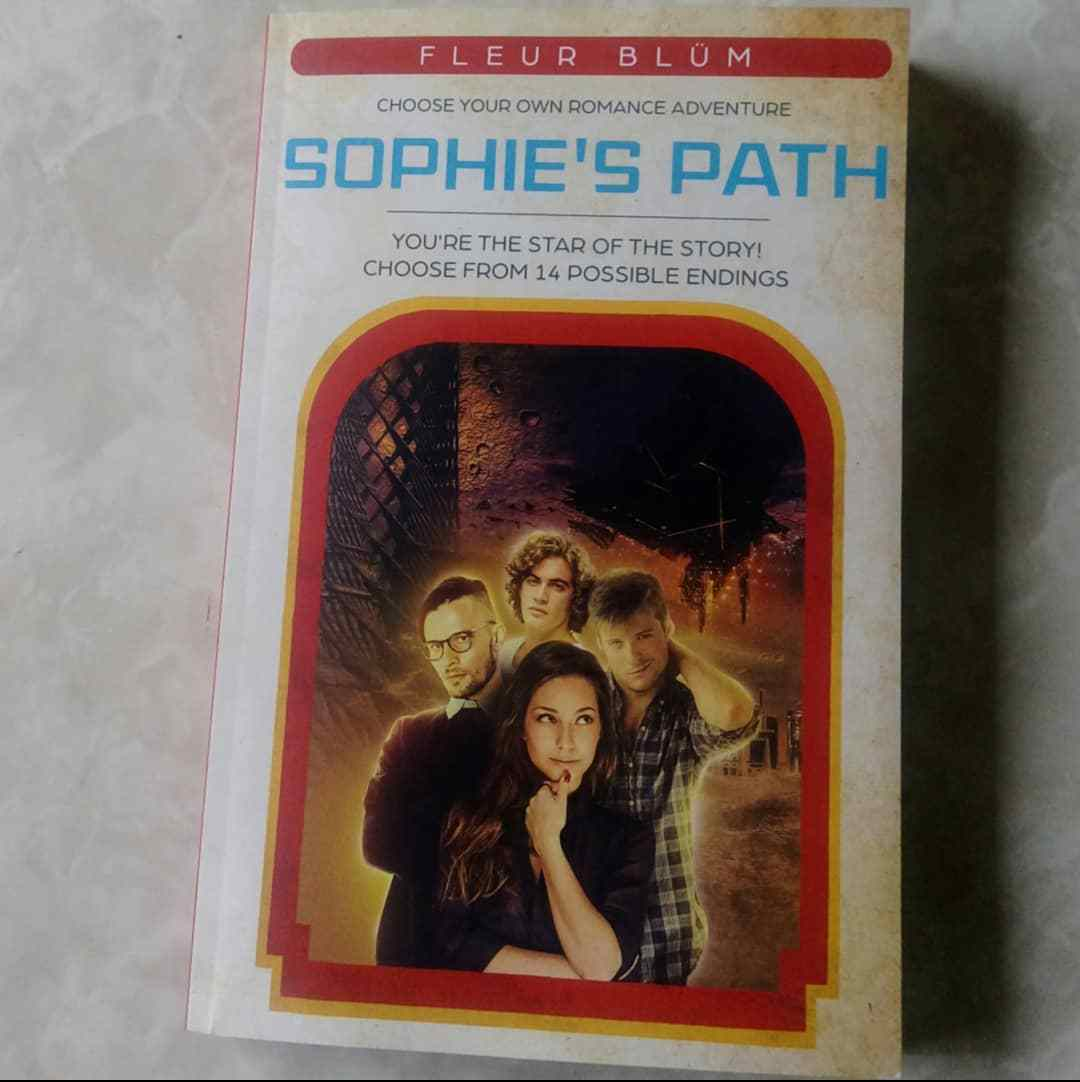 FLEUR BLÜM
CHOOSE YOUR OWN ROMANCE ADVENTURE
SOPHIE'S PATH
YOU'RE THE STAR OF THE STORY!
CHOOSE FROM 14 POSSIBLE ENDINGS